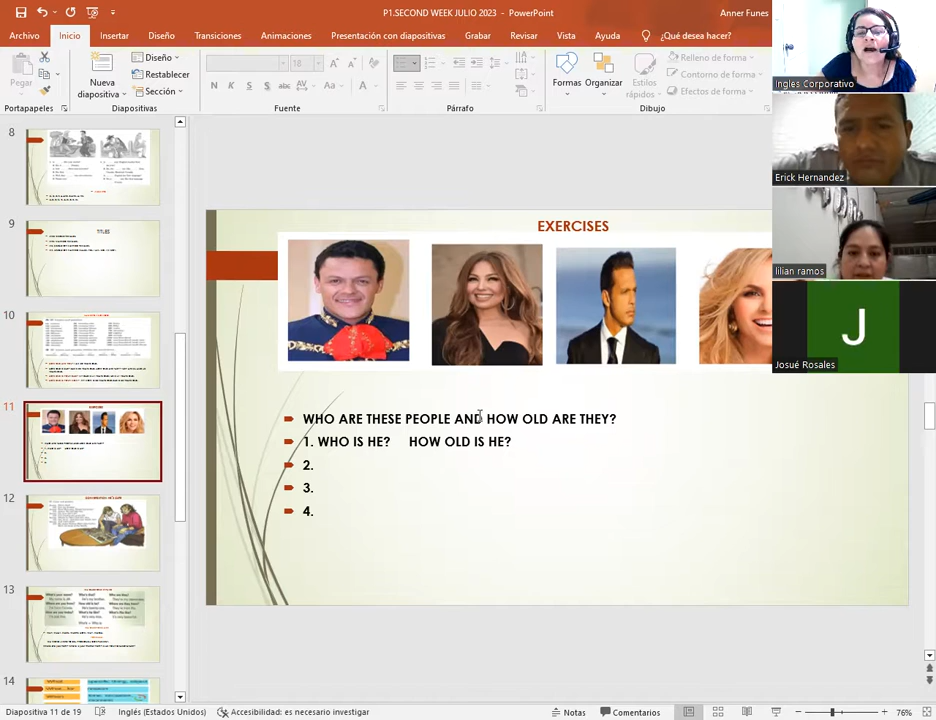 P1.SECOND WEEK JULIO 2023 – PowerPoint
Anner Funes
Archivo Inicio Insertar Diseño Transiciones Animaciones Presentación con diapositivas Grabar Revisar Vista Ayuda ¿Qué desea hacer?
Pegar
Nueva diapositiva
Diseño
Restablecer
Sección
18
N K S ab AV Aa A
Organizar
Formas
Estilos rápidos
Relleno de forma
Contorno de forma
Efectos de forma
Portapapeles Diapositivas Fuente Párrafo Dibujo
Ingles Corporativo
Erick Hernandez
lilian ramos
J
Josué Rosales
8
9
TITLES
10
11
12
13
14
EXERCISES
WHO ARE THESE PEOPLE AND HOW OLD ARE THEY?
1. WHO IS HE? HOW OLD IS HE?
2.
3.
4.
Diapositiva 11 de 19 Inglés (Estados Unidos) Accesibilidad: es necesario investigar Notas Comentarios 76%